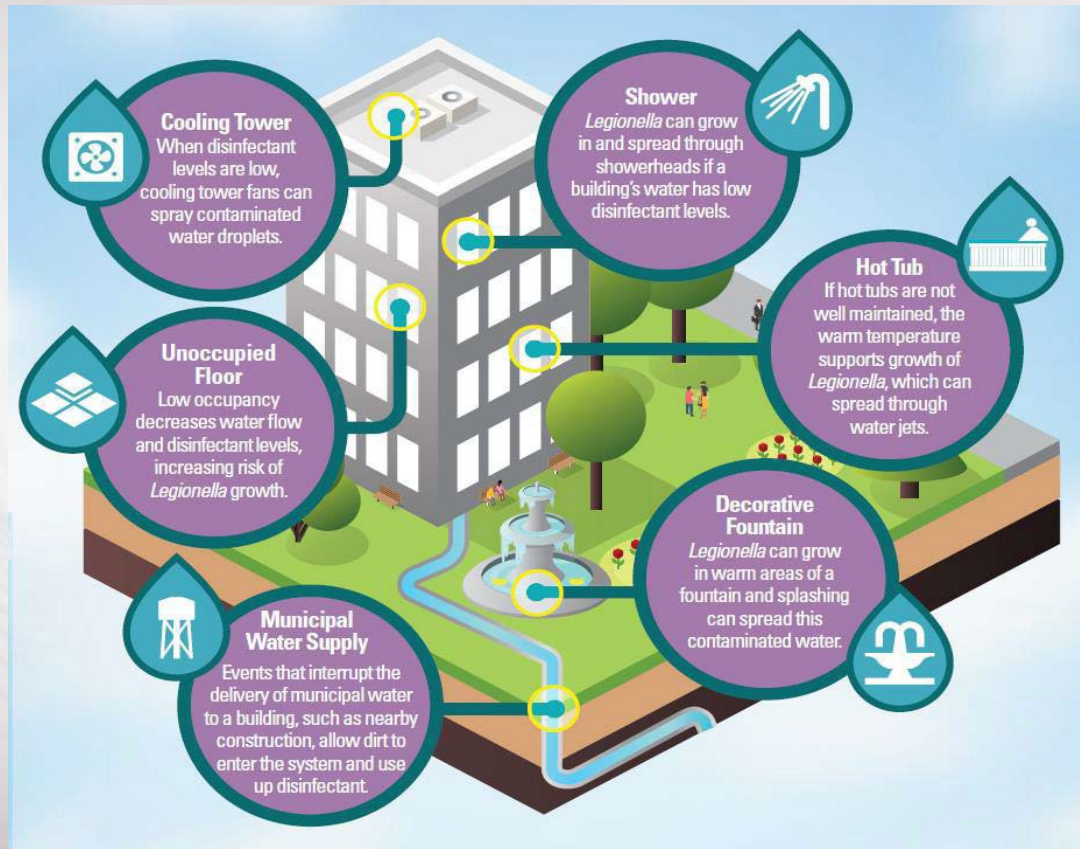 Cooling Tower
When disinfectant
levels are low,
cooling tower fans can
spray contaminated
water droplets.
Shower
Legionella can grow
in and spread through
showerheads if a
building's water has low
disinfectant levels.
Hot Tub
If hot tubs are not
well maintained, the
warm temperature
supports growth of
Legionella, which can
spread through
water jets.
Unoccupied
Floor
Low occupancy
decreases water flow
and disinfectant levels,
increasing risk of
Legionella growth.
Decorative
Fountain
Legionella can grow
in warm areas of a
fountain and splashing
can spread this
contaminated water.
Municipal
Water Supply
Events that interrupt the
delivery of municipal water
to a building, such as nearby
construction, allow dirt to
enter the system and use
up disinfectant.